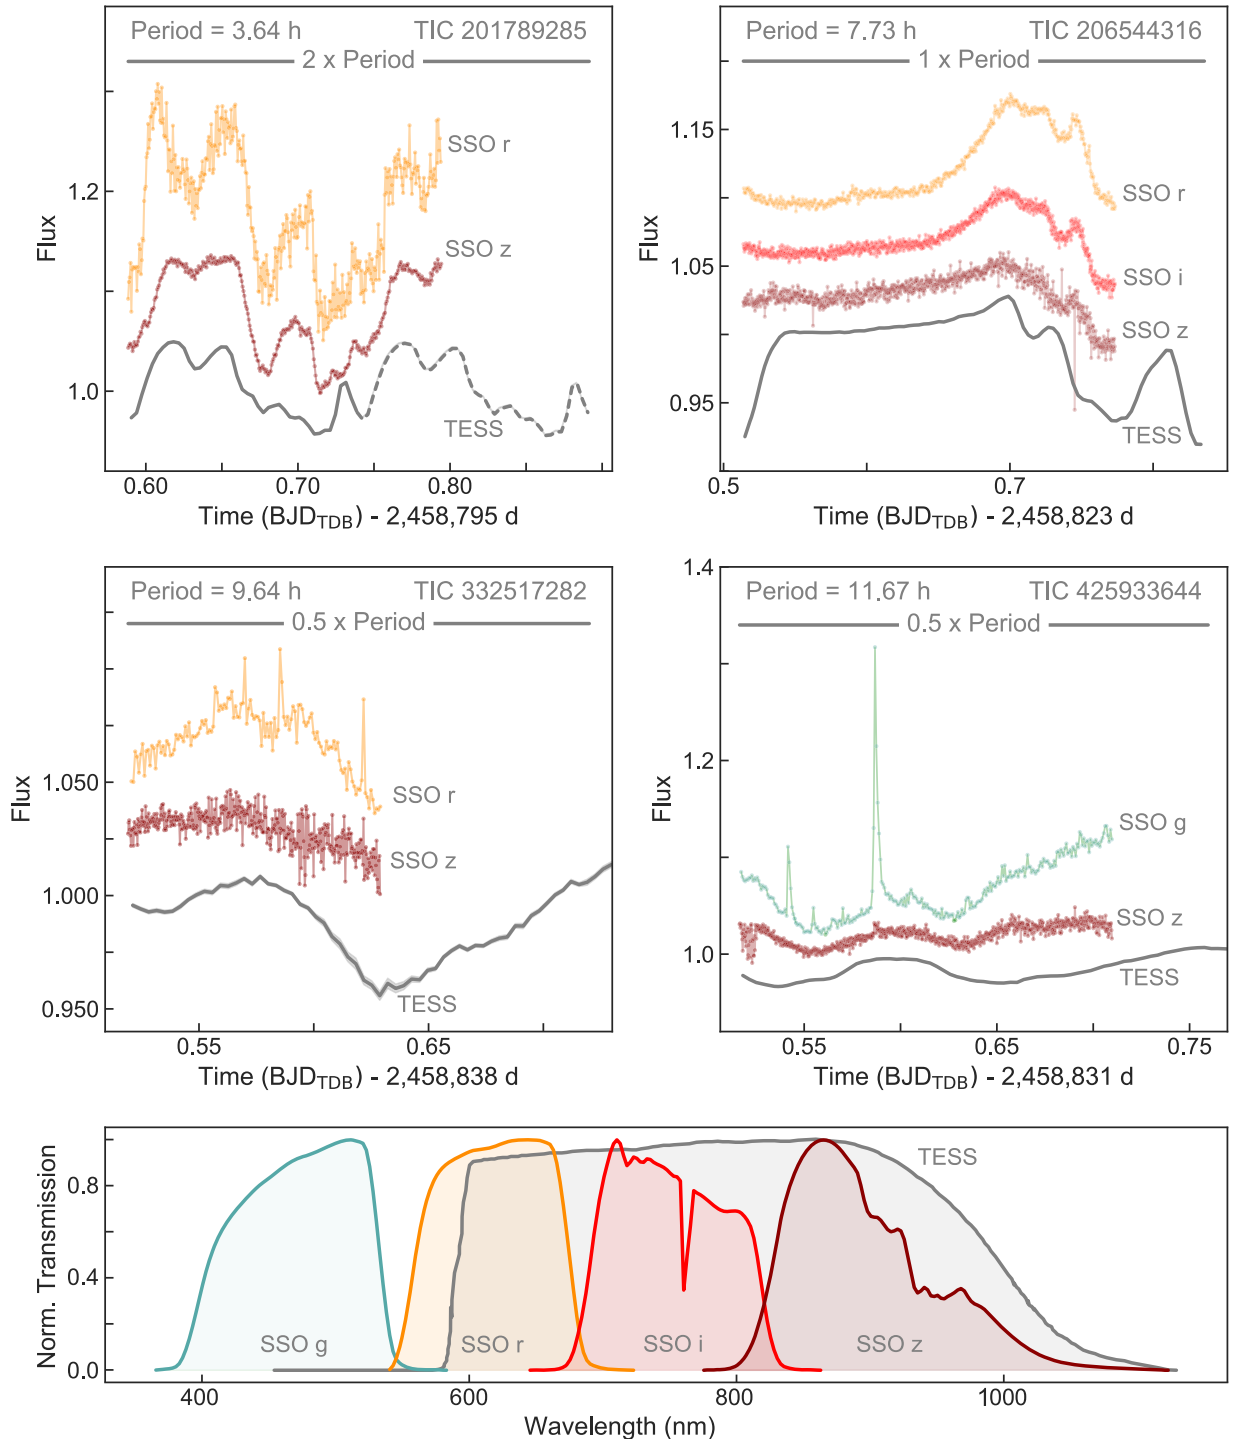 Period = 3.64 h TIC 201789285
2 x Period
SSO r
SSO z
TESS
1.2
1.0
Flux
0.60 0.70 0.80
Time (BJD_TDB) - 2,458,795 d
Period = 7.73 h TIC 206544316
1 x Period
SSO r
SSO i
SSO z
TESS
1.15
1.05
0.95
Flux
0.5 0.7
Time (BJD_TDB) - 2,458,823 d
Period = 9.64 h TIC 332517282
0.5 x Period
SSO r
SSO z
TESS
1.050
1.000
0.950
Flux
0.55 0.65
Time (BJD_TDB) - 2,458,838 d
Period = 11.67 h TIC 425933644
0.5 x Period
SSO g
SSO z
TESS
1.4
1.2
1.0
Flux
0.55 0.65 0.75
Time (BJD_TDB) - 2,458,831 d
TESS
SSO g SSO r SSO i SSO z
0.8
0.4
0.0
Norm. Transmission
400 600 800 1000
Wavelength (nm)